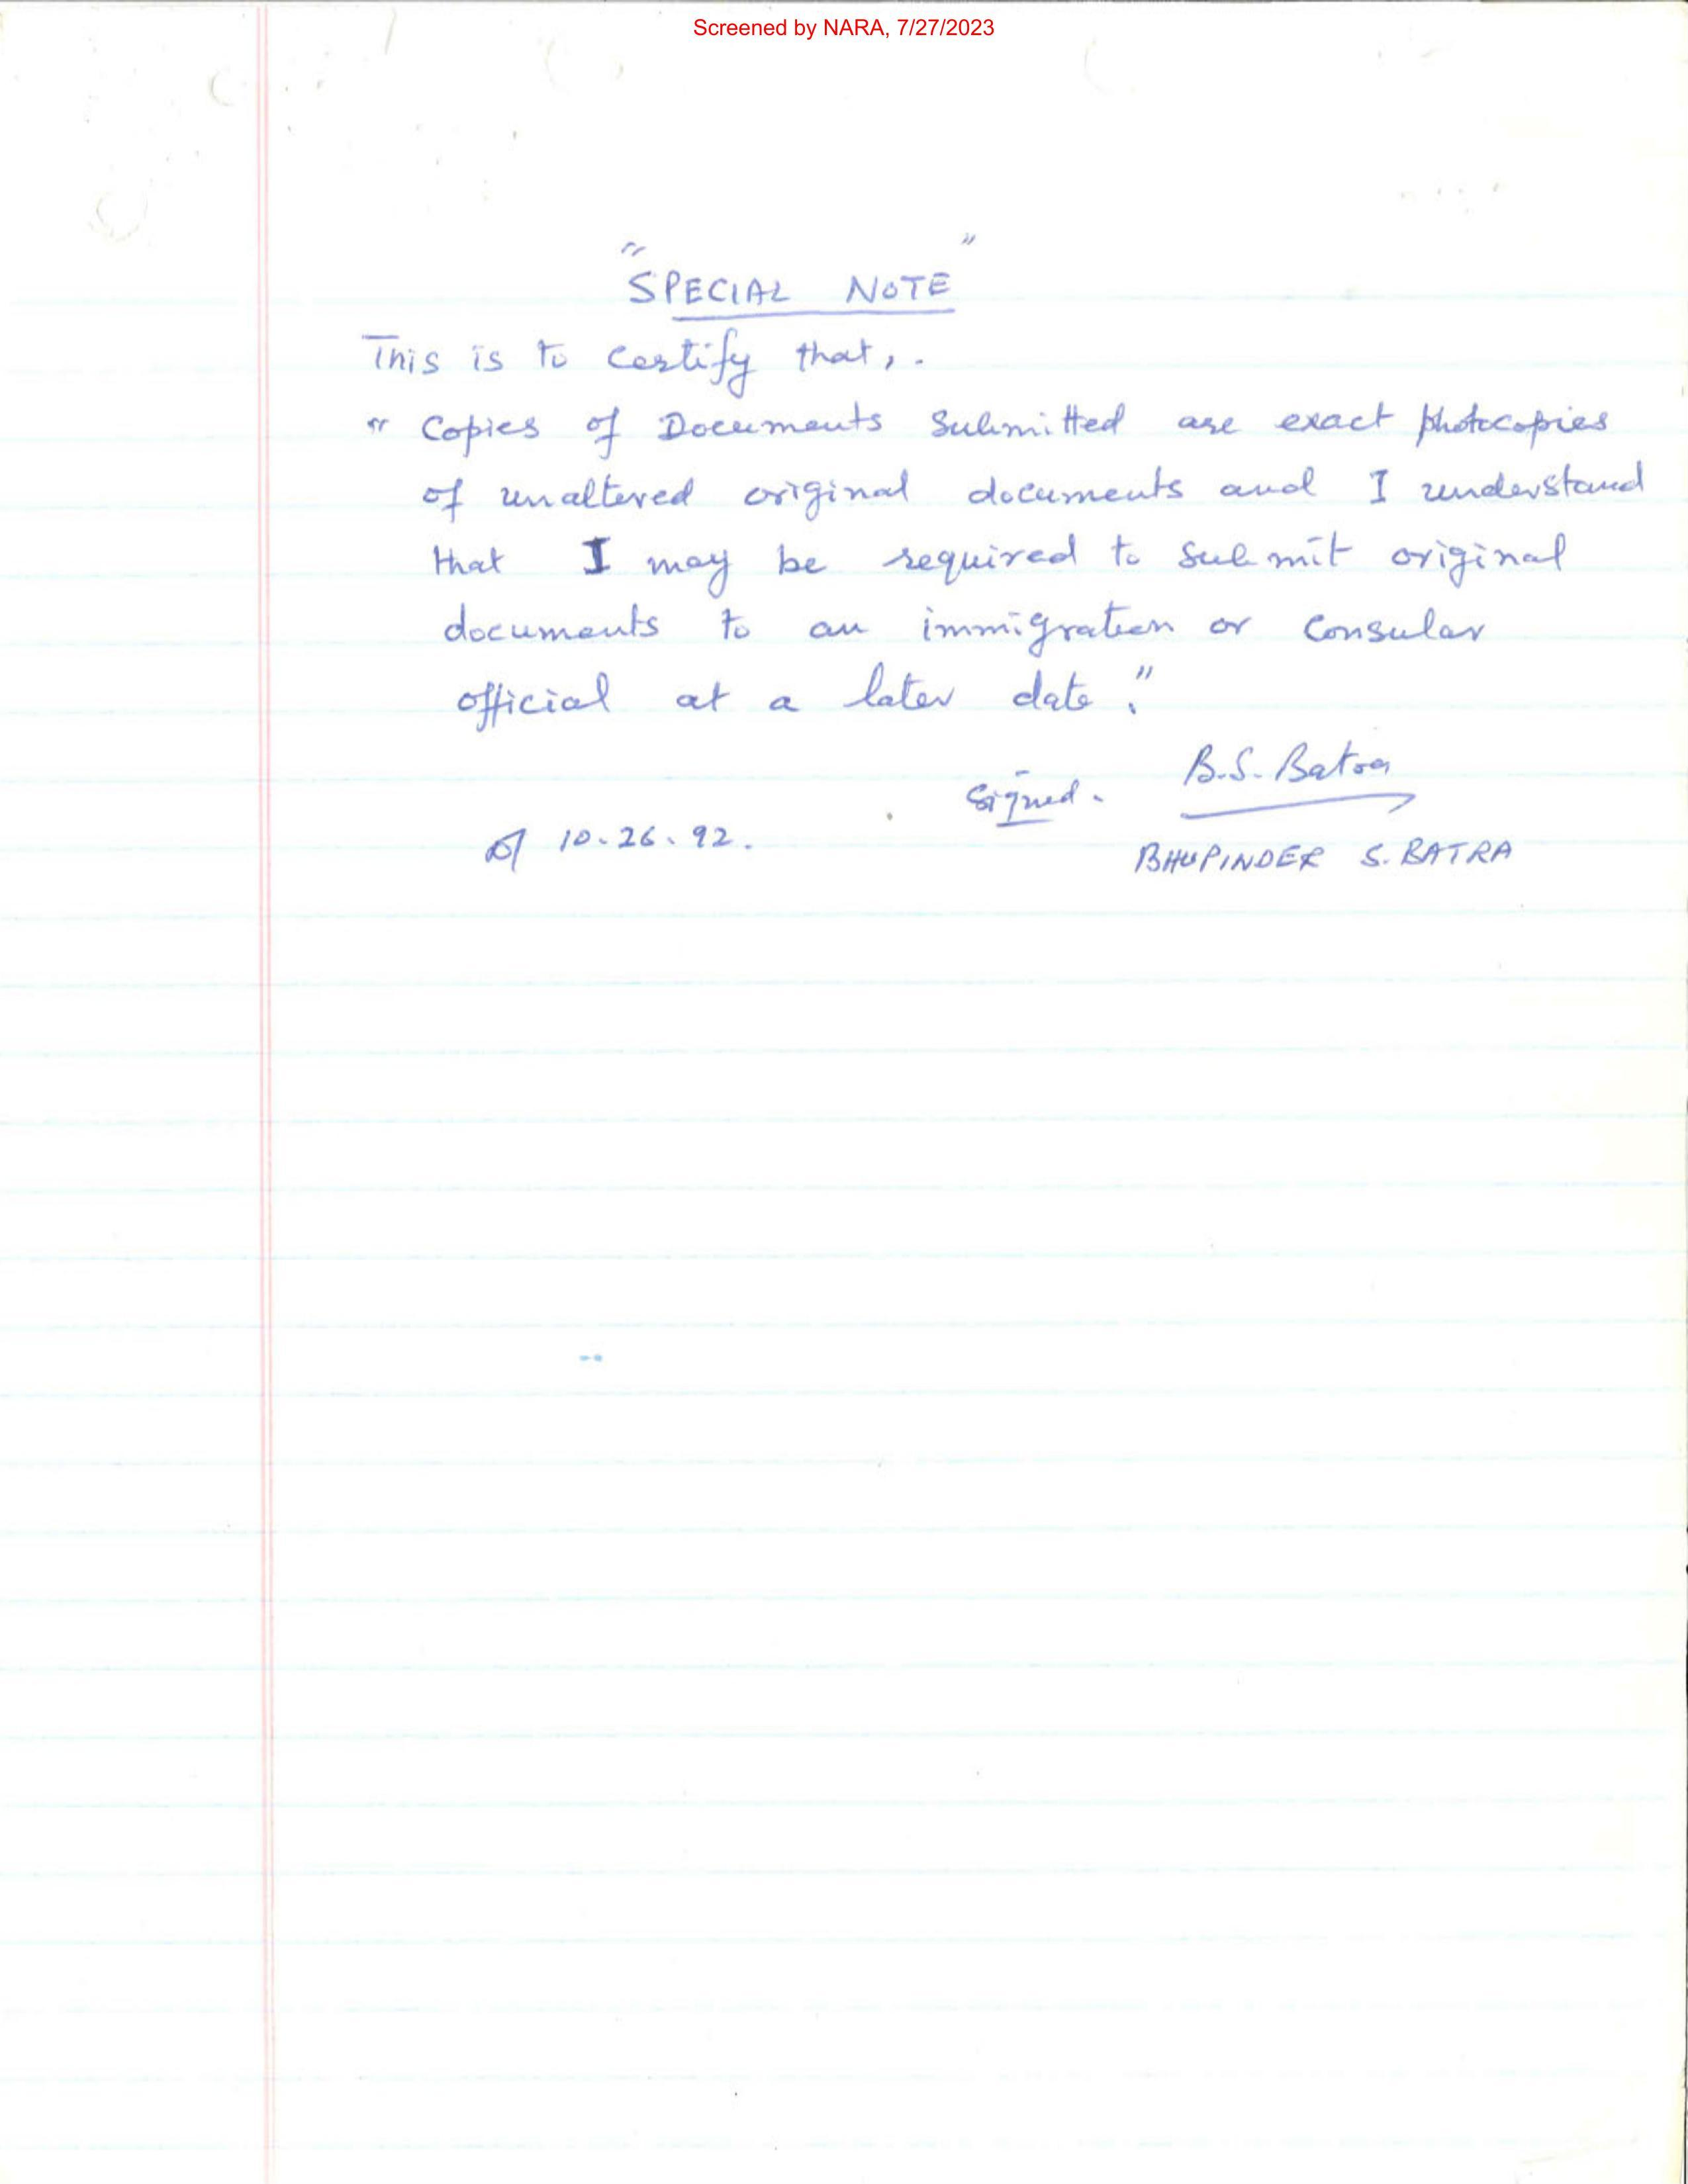 Screened by NARA, 7/27/2023
"SPECIAL NOTE"
This is to certify that,.
" Copies of Documents Submitted are exact photocopies
of unaltered original documents and I understand
that I may be required to submit original
documents to an immigration or Consular
official at a later date."
Signed. B.S. Batra
10.26.92.
BHUPINDER S. BATRA